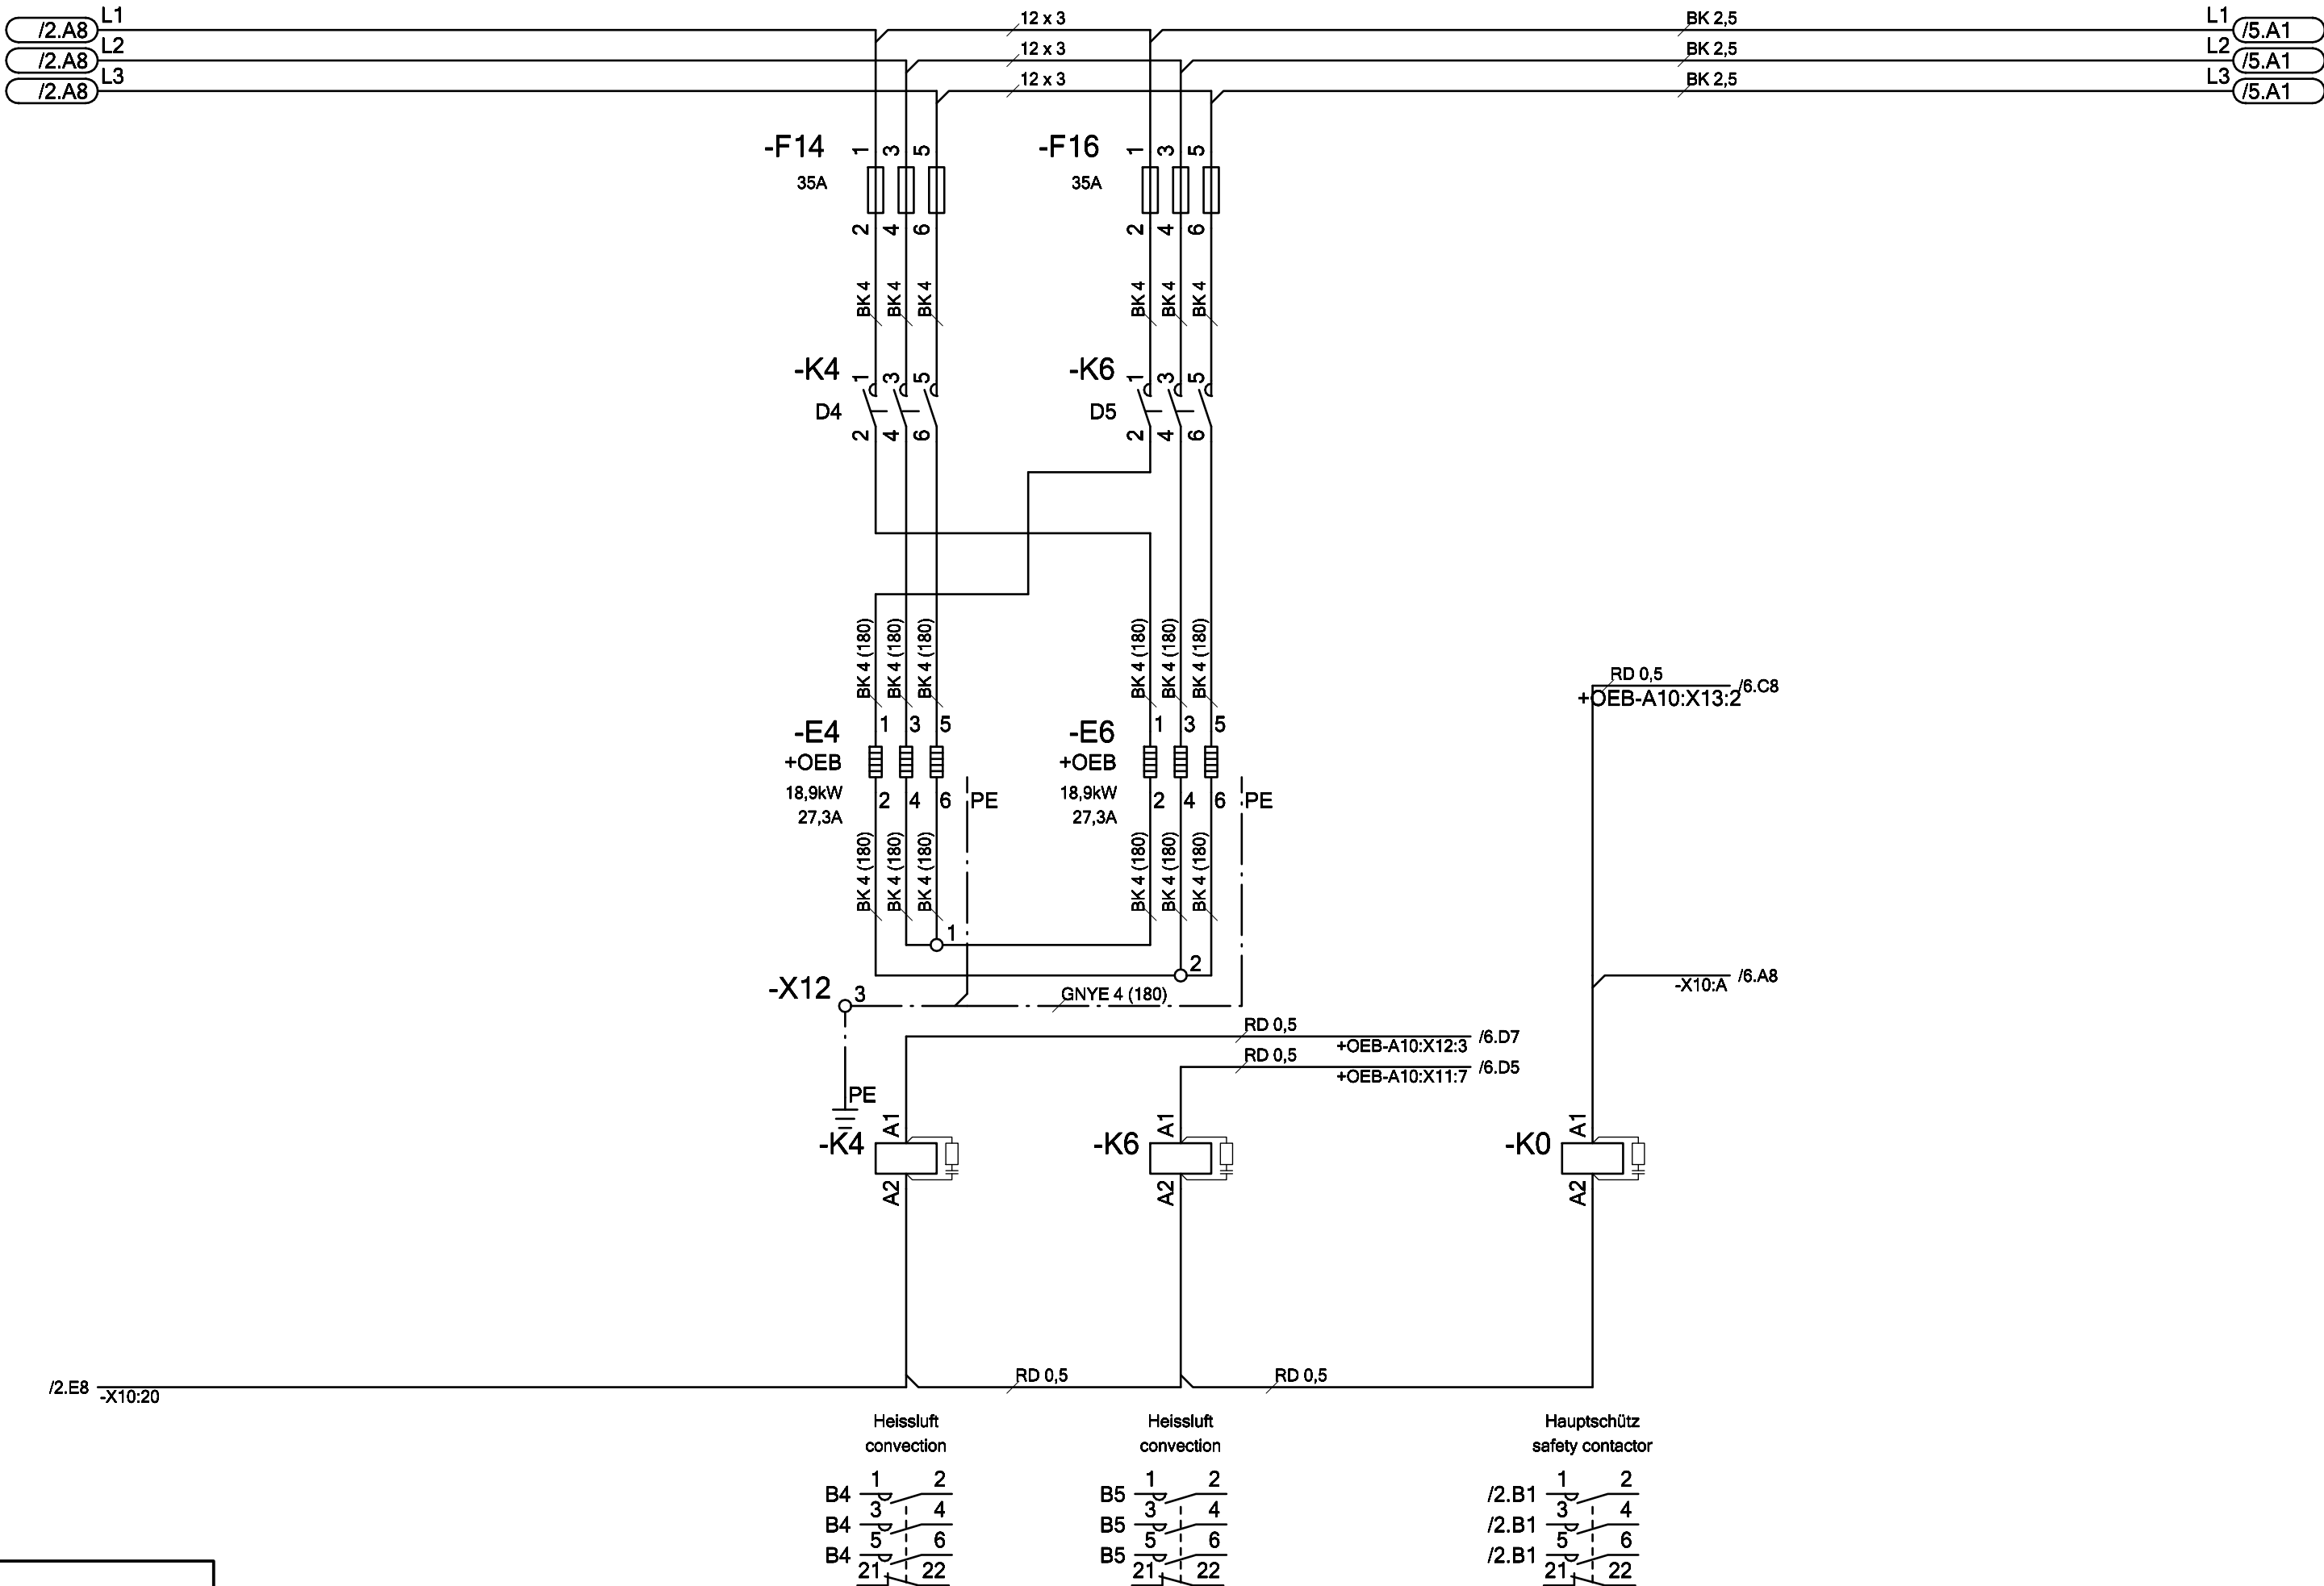 L1 12 x 3 BK 2,5 L1
/2.A8 /5.A1
L2 12 x 3 BK 2,5 L2
/2.A8 /5.A1
L3 12 x 3 BK 2,5 L3
/2.A8 /5.A1
-F14 1 3 5 -F16 1 3 5
35A 35A
2 4 6 2 4 6
BK 4 BK 4 BK 4 BK 4 BK 4 BK 4
-K4 1 3 5 -K6 1 3 5
D4 D5
2 4 6 2 4 6
BK 4 (180) BK 4 (180) BK 4 (180) BK 4 (180) BK 4 (180) BK 4 (180)
RD 0,5 /6.C8
+OEB-A10:X13:2
-E4 1 3 5 -E6 1 3 5
+OEB +OEB
18,9kW 2 4 6 PE 18,9kW 2 4 6 PE
27,3A 27,3A
BK 4 (180) BK 4 (180) BK 4 (180) BK 4 (180) BK 4 (180) BK 4 (180)
1
2
/6.A8
-X10:A
-X12 3 GNYE 4 (180)
RD 0,5 /6.D7
+OEB-A10:X12:3
RD 0,5 /6.D5
+OEB-A10:X11:7
PE
A1 A1 A1
-K4 -K6 -K0
A2 A2 A2
/2.E8 RD 0,5 RD 0,5
-X10:20
Heissluft Heissluft Hauptschütz
convection convection safety contactor
1 2 1 2 1 2
B4 B5 /2.B1
3 4 3 4 3 4
B4 B5 /2.B1
5 6 5 6 5 6
B4 B5 /2.B1
21 22 21 22 21 22